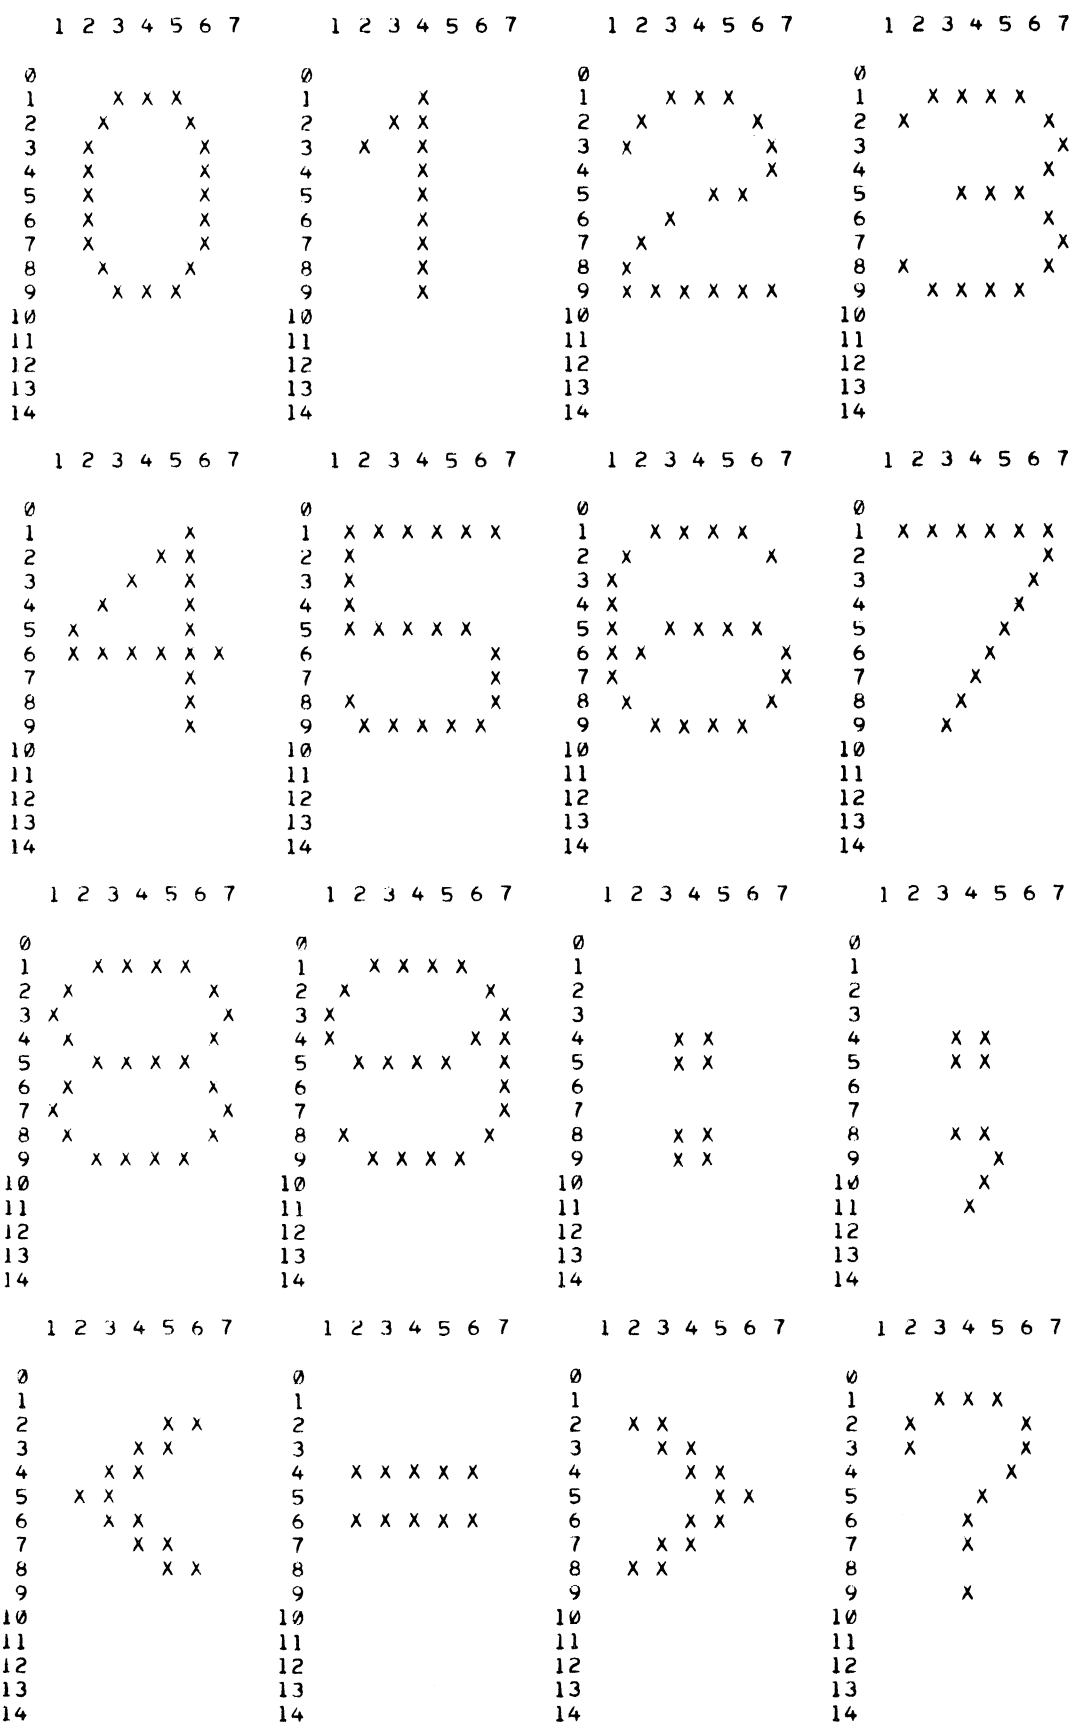 1 2 3 4 5 6 7 1 2 3 4 5 6 7 1 2 3 4 5 6 7 1 2 3 4 5 6 7
0 0 0 0
1 X X X 1 X 1 X X X 1 X X X X
2 X X 2 X X 2 X X 2 X X
3 X X 3 X X 3 X X 3 X
4 X X 4 X 4 X 4 X
5 X X 5 X 5 X X 5 X X X
6 X X 6 X 6 X 6 X
7 X X 7 X 7 X 7 X
8 X X 8 X 8 X 8 X X
9 X X X 9 X 9 X X X X X X 9 X X X X
10 10 10 10
11 11 11 11
12 12 12 12
13 13 13 13
14 14 14 14
1 2 3 4 5 6 7 1 2 3 4 5 6 7 1 2 3 4 5 6 7 1 2 3 4 5 6 7
0 0 0 0
1 X 1 X X X X X X 1 X X X X 1 X X X X X X
2 X X 2 X 2 X X 2 X
3 X X 3 X 3 X 3 X
4 X X 4 X 4 X 4 X
5 X X 5 X X X X X 5 X X X X X 5 X
6 X X X X X X 6 X 6 X X X 6 X
7 X 7 X 7 X X 7 X
8 X 8 X X 8 X X 8 X
9 X 9 X X X X X 9 X X X X 9 X
10 10 10 10
11 11 11 11
12 12 12 12
13 13 13 13
14 14 14 14
1 2 3 4 5 6 7 1 2 3 4 5 6 7 1 2 3 4 5 6 7 1 2 3 4 5 6 7
0 0 0 0
1 X X X X 1 X X X X 1 1
2 X X 2 X X 2 2
3 X X 3 X X 3 3
4 X X 4 X X X 4 X X 4 X X
5 X X X X 5 X X X X X 5 X X 5 X X
6 X X 6 X 6 6
7 X X 7 X 7 7
8 X X 8 X X 8 X X 8 X X
9 X X X X 9 X X X X 9 X X 9 X
10 10 10 10 X
11 11 11 11 X
12 12 12 12
13 13 13 13
14 14 14 14
1 2 3 4 5 6 7 1 2 3 4 5 6 7 1 2 3 4 5 6 7 1 2 3 4 5 6 7
0 0 0 0
1 1 1 1 X X X
2 X X 2 2 X X 2 X X
3 X X 3 3 X X 3 X X
4 X X 4 X X X X X 4 X X 4 X
5 X X 5 5 X X 5 X
6 X X 6 X X X X X 6 X X 6 X
7 X X 7 7 X X 7 X
8 X X 8 8 X X 8
9 9 9 9 X
10 10 10 10
11 11 11 11
12 12 12 12
13 13 13 13
14 14 14 14